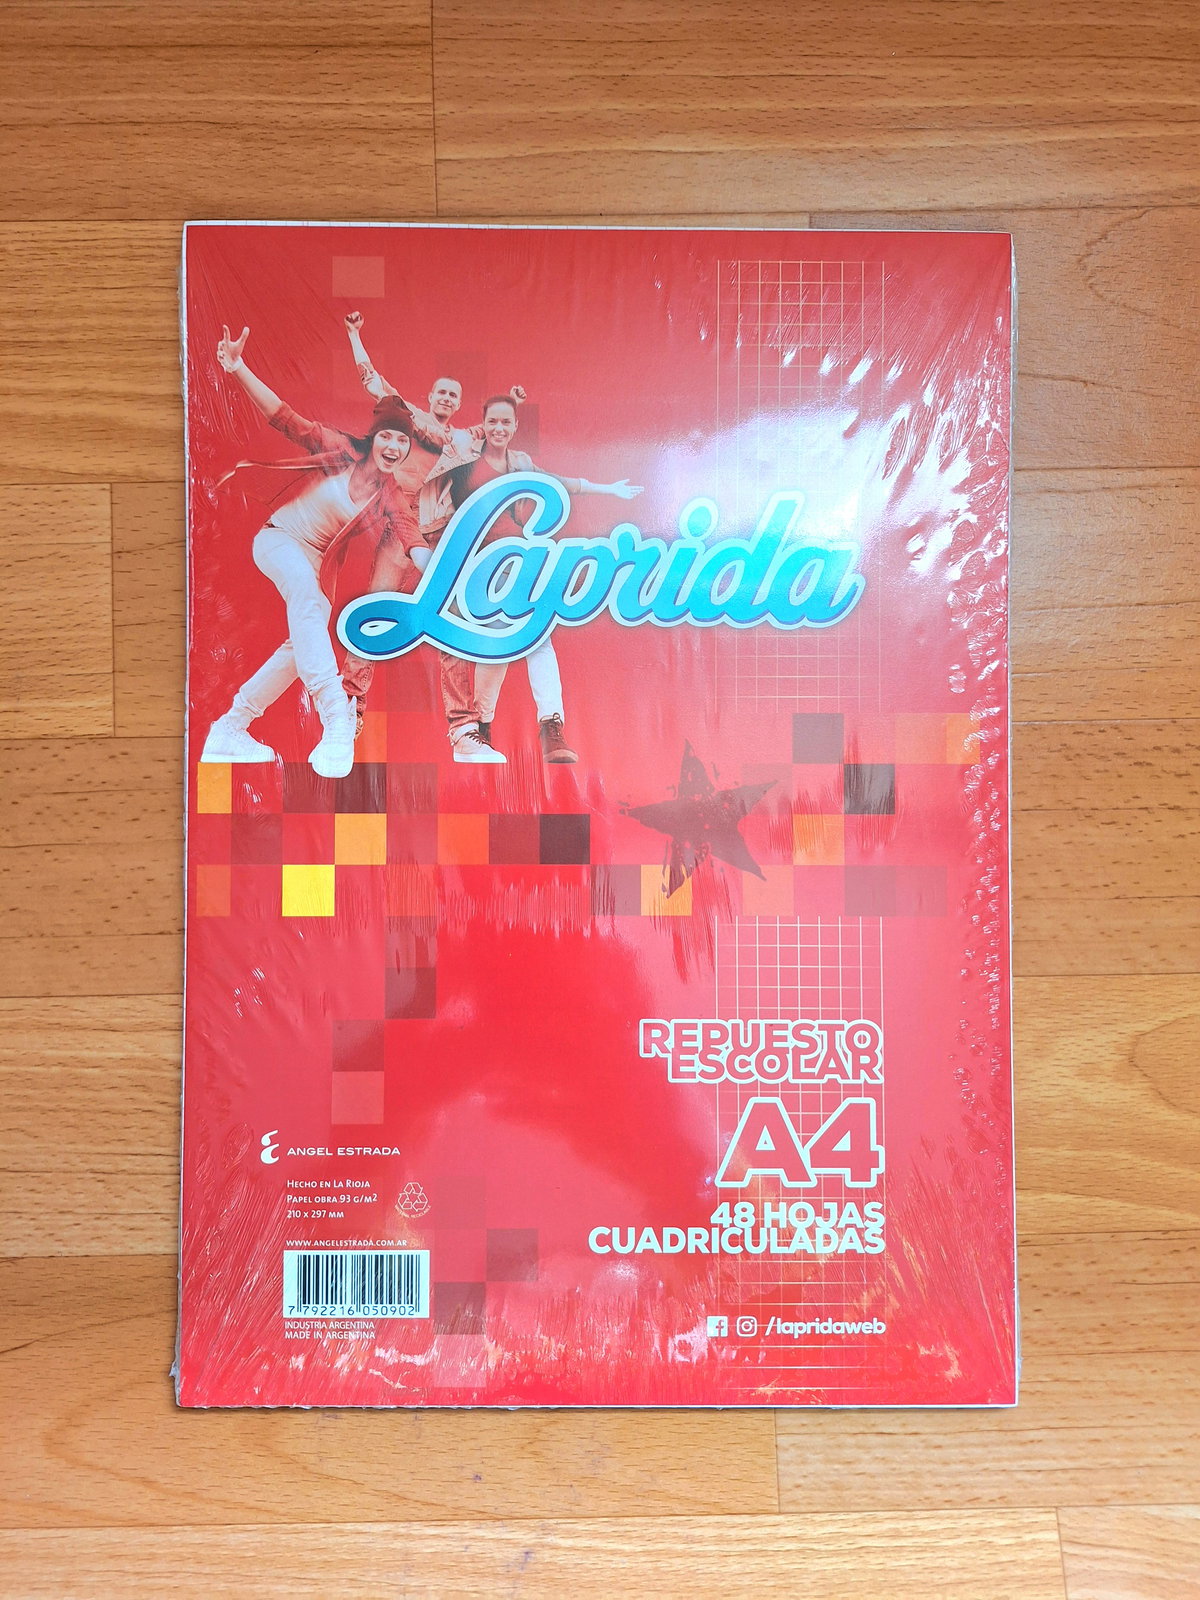 Laprida
REPUESTO
ESCOLAR
A4
48 HOJAS
CUADRICULADAS
ANGEL ESTRADA
HECHO EN LA RIOJA
PAPEL OBRA 93 G/M2
210 X 297 MM
WWW.ANGELESTRADA.COM.AR
7 792216 050902
INDUSTRIA ARGENTINA
MADE IN ARGENTINA
/lapridaweb